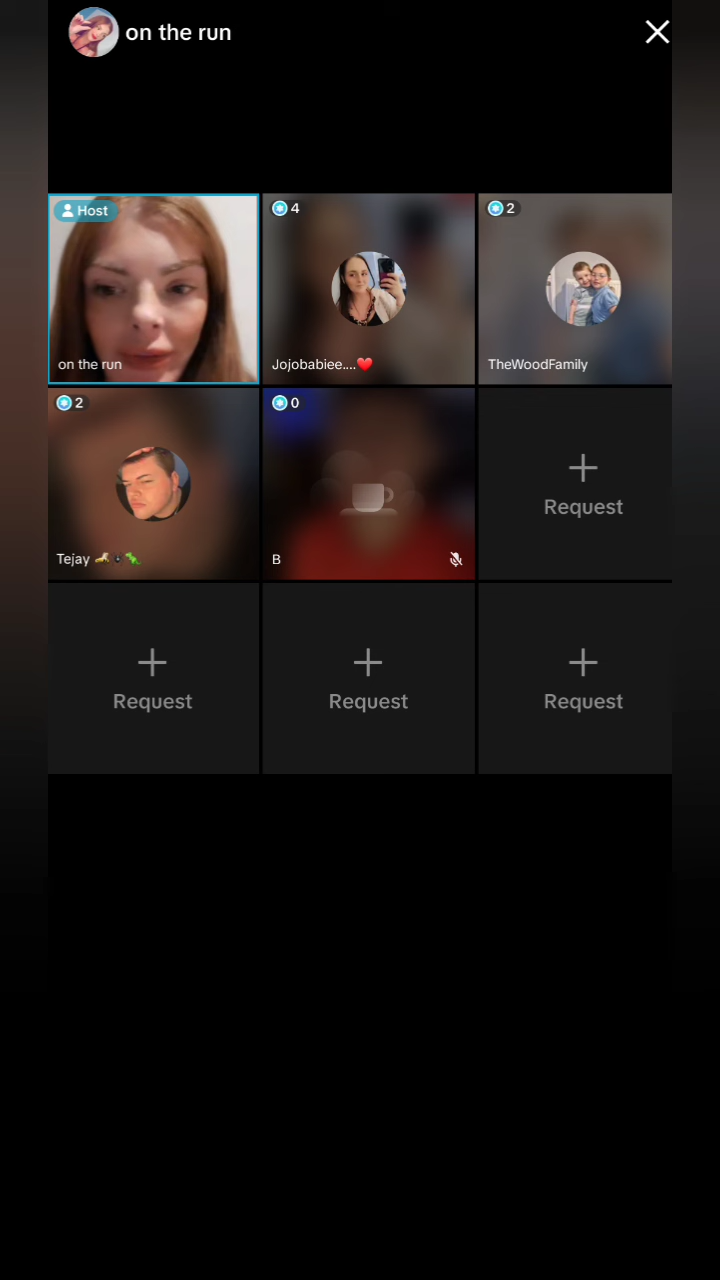 on the run
Host
on the run
4
Jojobabiee....❤️
2
TheWoodFamily
2
Tejay
0
B
Request
Request
Request
Request